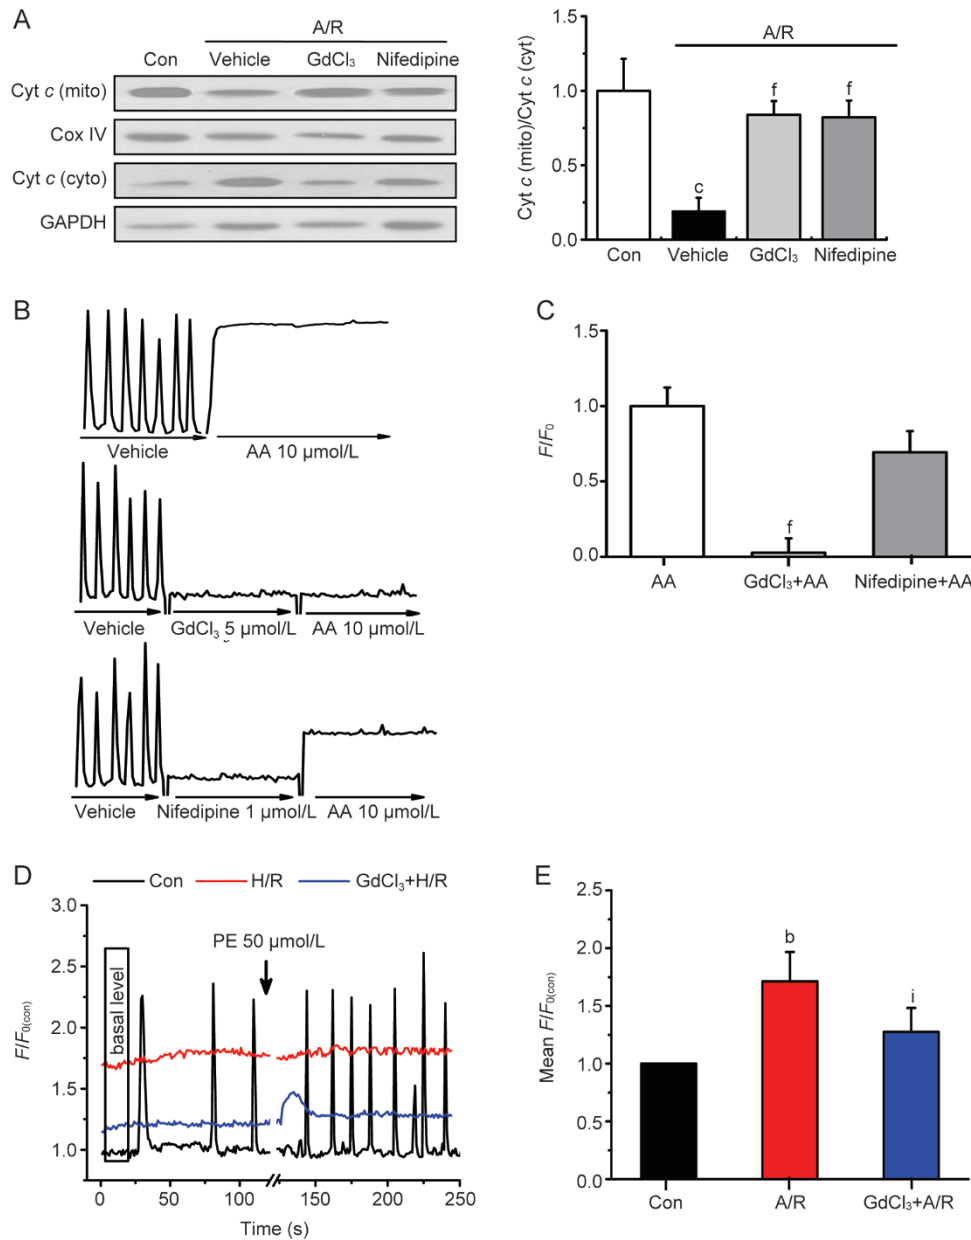 A
A/R
Con Vehicle GdCl₃ Nifedipine
Cyt c (mito)
Cox IV
Cyt c (cyto)
GAPDH
Cyt c (mito)/Cyt c (cyt)
1.5
1.0
0.5
0.0
A/R
c
f
f
Con Vehicle GdCl₃ Nifedipine
B
Vehicle AA 10 µmol/L
Vehicle GdCl₃ 5 µmol/L AA 10 µmol/L
Vehicle Nifedipine 1 µmol/L AA 10 µmol/L
C
F/F₀
1.5
1.0
0.5
0.0
f
AA GdCl₃+AA Nifedipine+AA
D
Con H/R GdCl₃+H/R
F/F₀₍con₎
3.0
2.5
2.0
1.5
1.0
basal level
PE 50 µmol/L
0 50 100 150 200 250
Time (s)
E
Mean F/F₀₍con₎
2.5
2.0
1.5
1.0
0.5
0.0
b
i
Con A/R GdCl₃+A/R